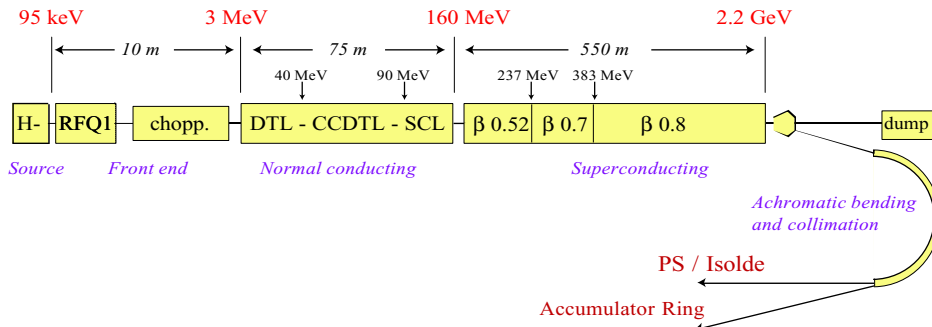 95 keV 3 MeV 160 MeV 2.2 GeV
10 m 75 m 550 m
40 MeV 90 MeV 237 MeV 383 MeV
H- RFQ1 chopp. DTL - CCDTL - SCL β 0.52 β 0.7 β 0.8 dump
Source Front end Normal conducting Superconducting
Achromatic bending
and collimation
PS / Isolde
Accumulator Ring